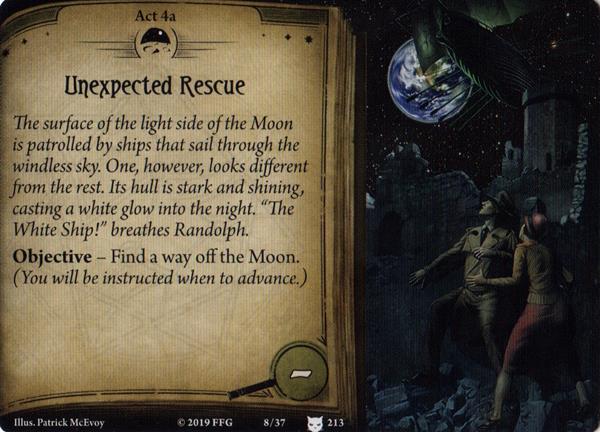 Act 4a
Unexpected Rescue
The surface of the light side of the Moon
is patrolled by ships that sail through the
windless sky. One, however, looks different
from the rest. Its hull is stark and shining,
casting a white glow into the night. “The
White Ship!” breathes Randolph.
Objective – Find a way off the Moon.
(You will be instructed when to advance.)
–
Illus. Patrick McEvoy © 2019 FFG 8/37 213